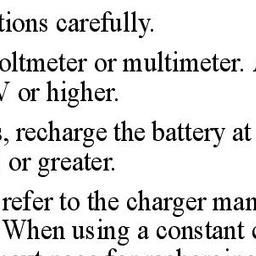 tions carefully.
oltmeter or multimeter.
V or higher.
, recharge the battery at
or greater.
refer to the charger man
When using a constant c